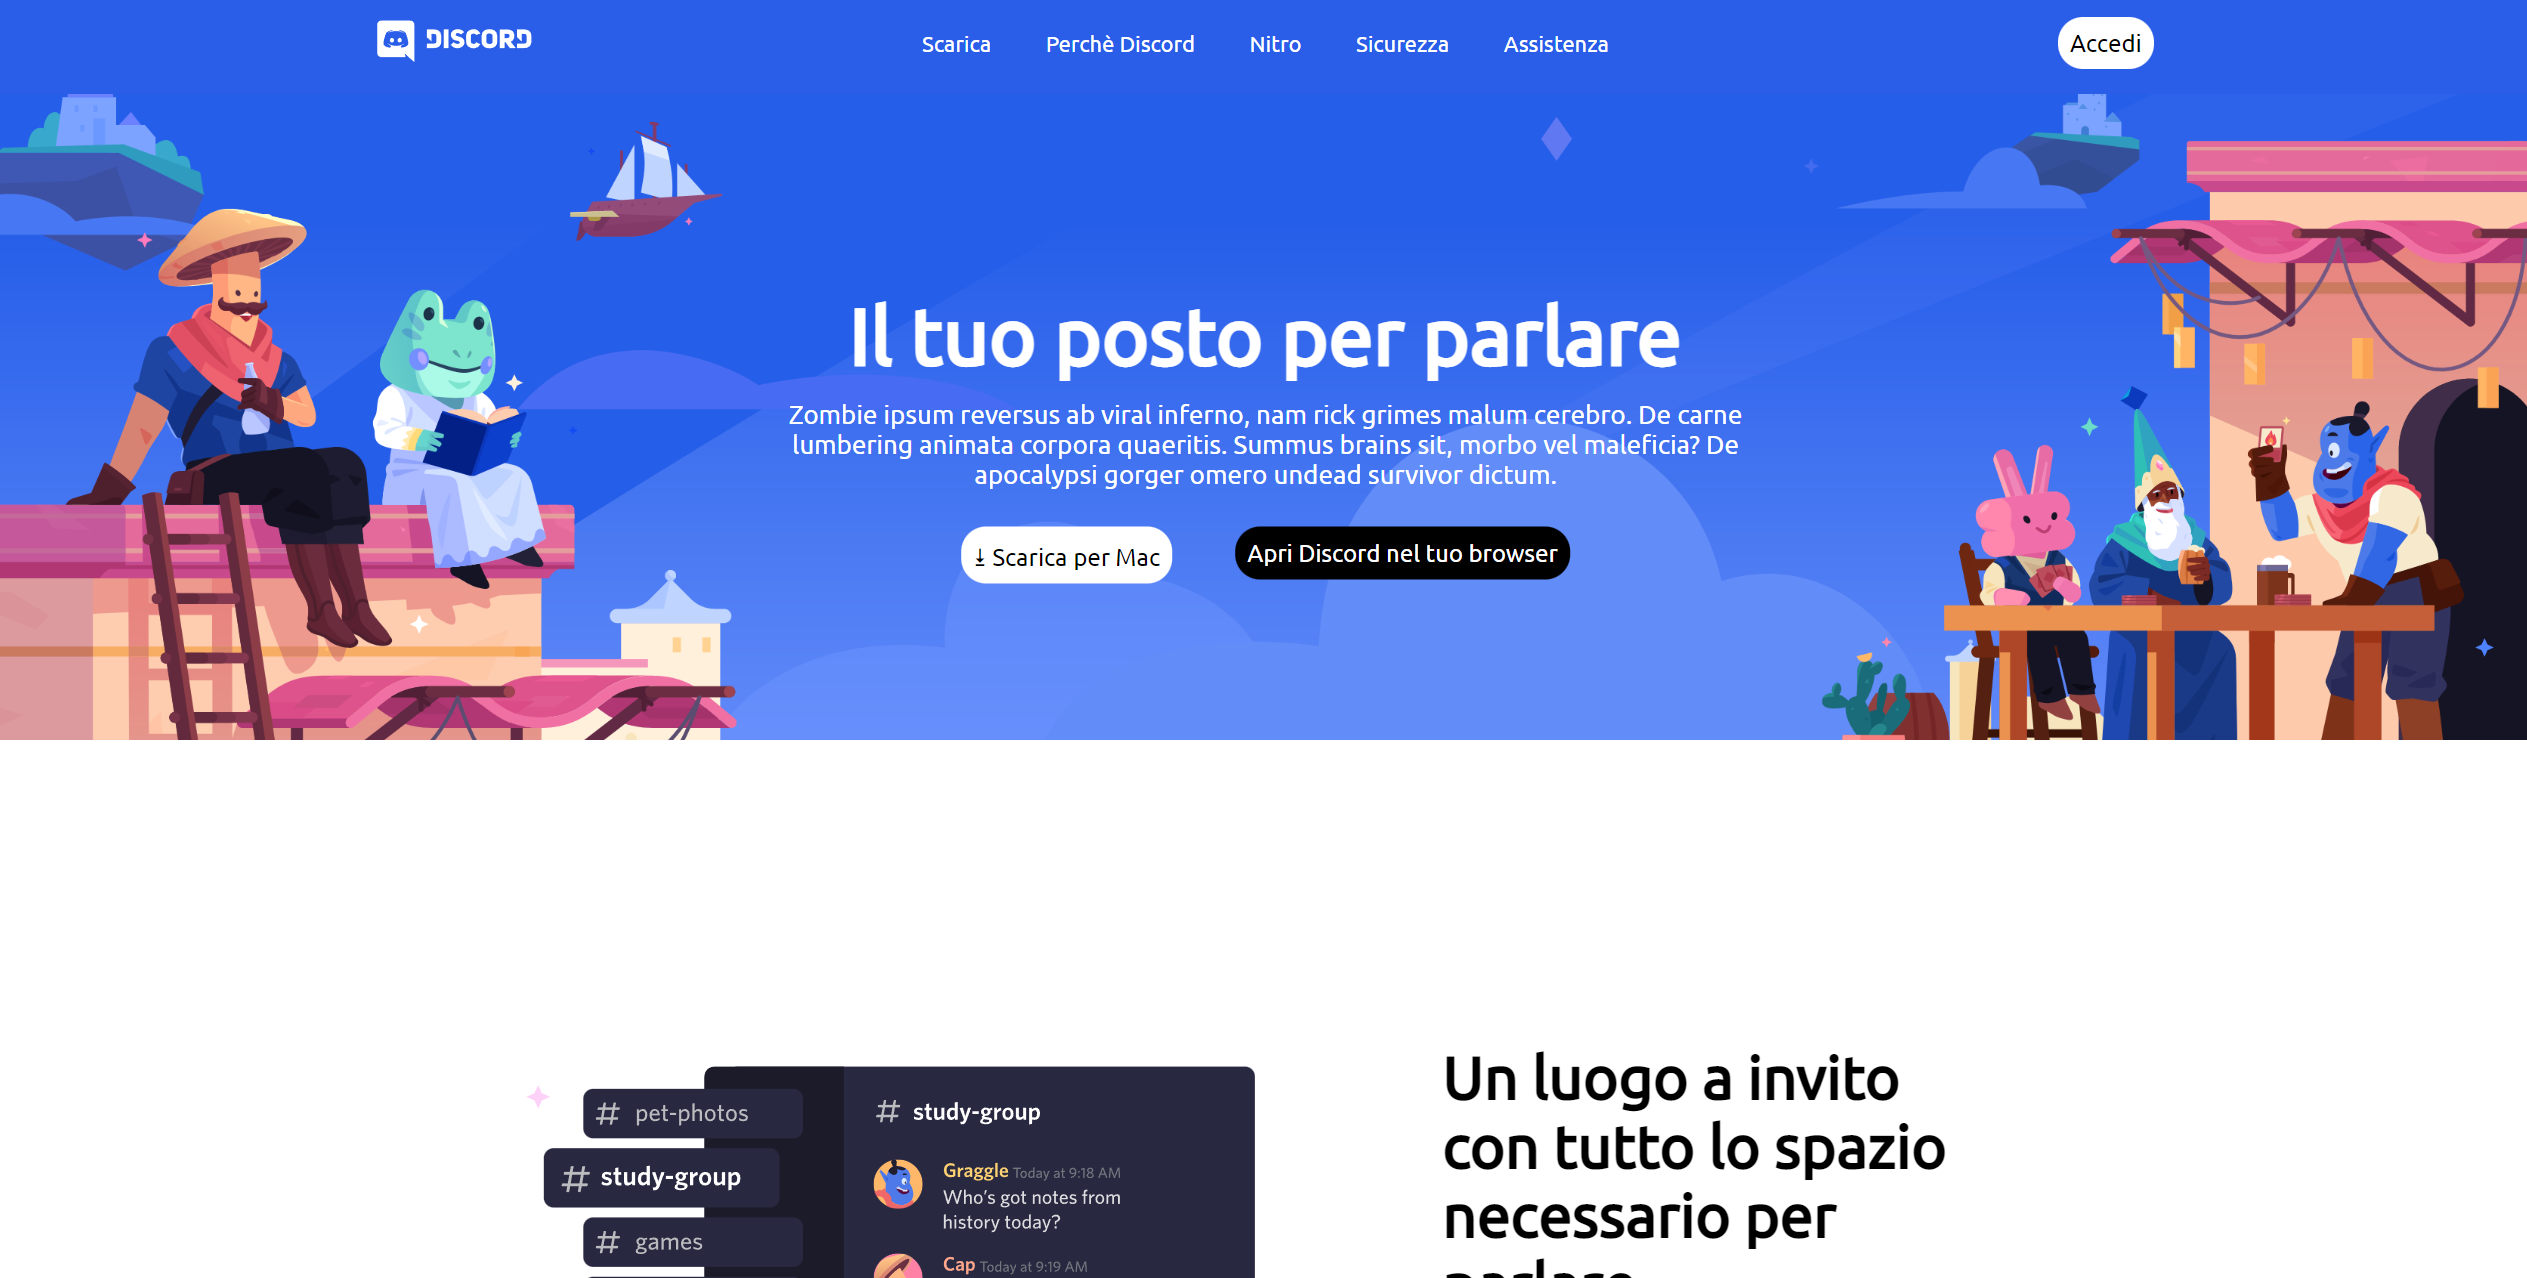 DISCORD
Scarica
Perchè Discord
Nitro
Sicurezza
Assistenza
Accedi
Il tuo posto per parlare
Zombie ipsum reversus ab viral inferno, nam rick grimes malum cerebro. De carne
lumbering animata corpora quaeritis. Summus brains sit, morbo vel maleficia? De
apocalypsi gorger omero undead survivor dictum.
Scarica per Mac
Apri Discord nel tuo browser
# pet-photos
# study-group
# games
# study-group
Graggle Today at 9:18 AM
Who's got notes from
history today?
Cap Today at 9:19 AM
Un luogo a invito
con tutto lo spazio
necessario per
parlare